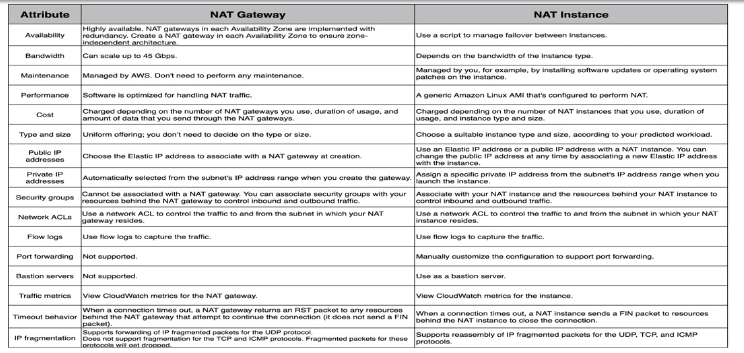 Attribute NAT Gateway NAT Instance
Availability
Highly available. NAT gateways in each Availability Zone are implemented with
redundancy. Create a NAT gateway in each Availability Zone to ensure zone-
independent architecture.
Use a script to manage failover between instances.
Bandwidth
Can scale up to 45 Gbps.
Depends on the bandwidth of the instance type.
Maintenance
Managed by AWS. Don't need to perform any maintenance.
Managed by you, for example, by installing software updates or operating system
patches on the instance.
Performance
Software is optimized for handling NAT traffic.
A generic Amazon Linux AMI that's configured to perform NAT.
Cost
Charged depending on the number of NAT gateways you use, duration of usage, and
amount of data that you send through the NAT gateways.
Charged depending on the number of NAT instances that you use, duration of usage,
and instance type and size.
Type and size
Uniform offering; you don't need to decide on the type or size.
Choose a suitable instance type and size, according to your predicted workload.
Public IP
addresses
Choose the Elastic IP address to associate with a NAT gateway at creation.
Use an Elastic IP address or a public IP address with a NAT instance. You can
change the public IP address at any time by associating a new Elastic IP address
with the instance.
Private IP
addresses
Automatically selected from the subnet's IP address range when you create the gateway.
Assign a specific private IP address from the subnet's IP address range when you
launch the instance.
Security groups
Cannot be associated with a NAT gateway. You can associate security groups with your
resources behind the NAT gateway to control inbound and outbound traffic.
Associate with your NAT instance and the resources behind your NAT instance to
control inbound and outbound traffic.
Network ACLs
Use a network ACL to control the traffic to and from the subnet in which your NAT
gateway resides.
Use a network ACL to control the traffic to and from the subnet in which your NAT
instance resides.
Flow logs
Use flow logs to capture the traffic.
Use flow logs to capture the traffic.
Port forwarding
Not supported.
Manually customize the configuration to support port forwarding.
Bastion servers
Not supported.
Use as a bastion server.
Traffic metrics
View CloudWatch metrics for the NAT gateway.
View CloudWatch metrics for the instance.
Timeout behavior
When a connection times out, a NAT gateway returns an RST packet to any resources
behind the NAT gateway that attempt to continue the connection (it does not send a FIN
packet).
When a connection times out, a NAT instance sends a FIN packet to resources
behind the NAT instance to close the connection.
IP fragmentation
Supports forwarding of IP fragmented packets for the UDP protocol.
Does not support fragmentation for the TCP and ICMP protocols. Fragmented packets for these
protocols will get dropped.
Supports reassembly of IP fragmented packets for the UDP, TCP, and ICMP
protocols.